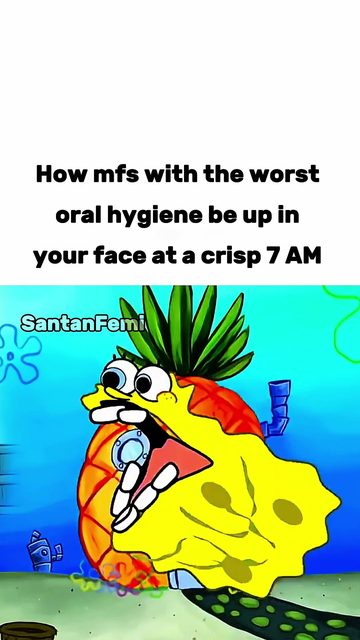 How mfs with the worst
oral hygiene be up in
your face at a crisp 7 AM
SantanFemi